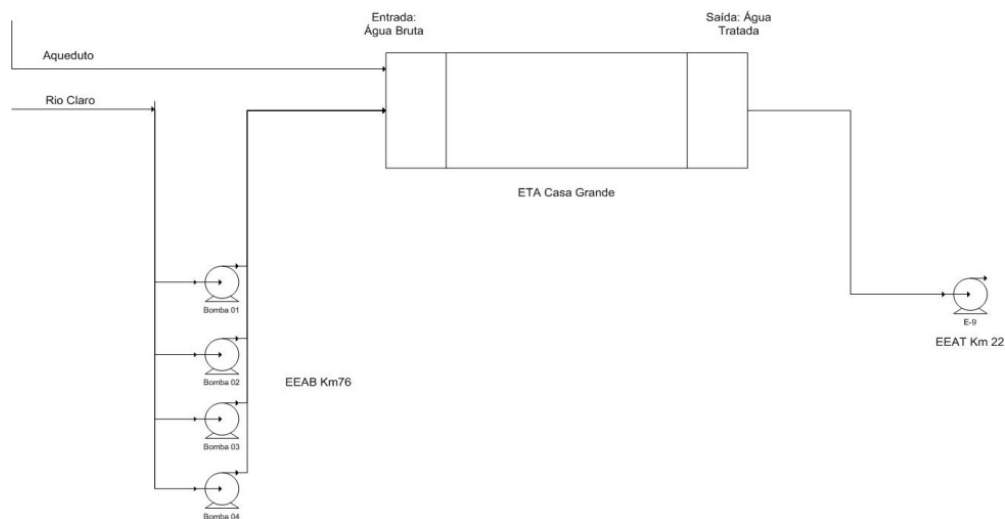 Entrada:
Água Bruta
Saída: Água
Tratada
Aqueduto
Rio Claro
ETA Casa Grande
Bomba 01
E-9
EEAT Km 22
Bomba 02
EEAB Km76
Bomba 03
Bomba 04